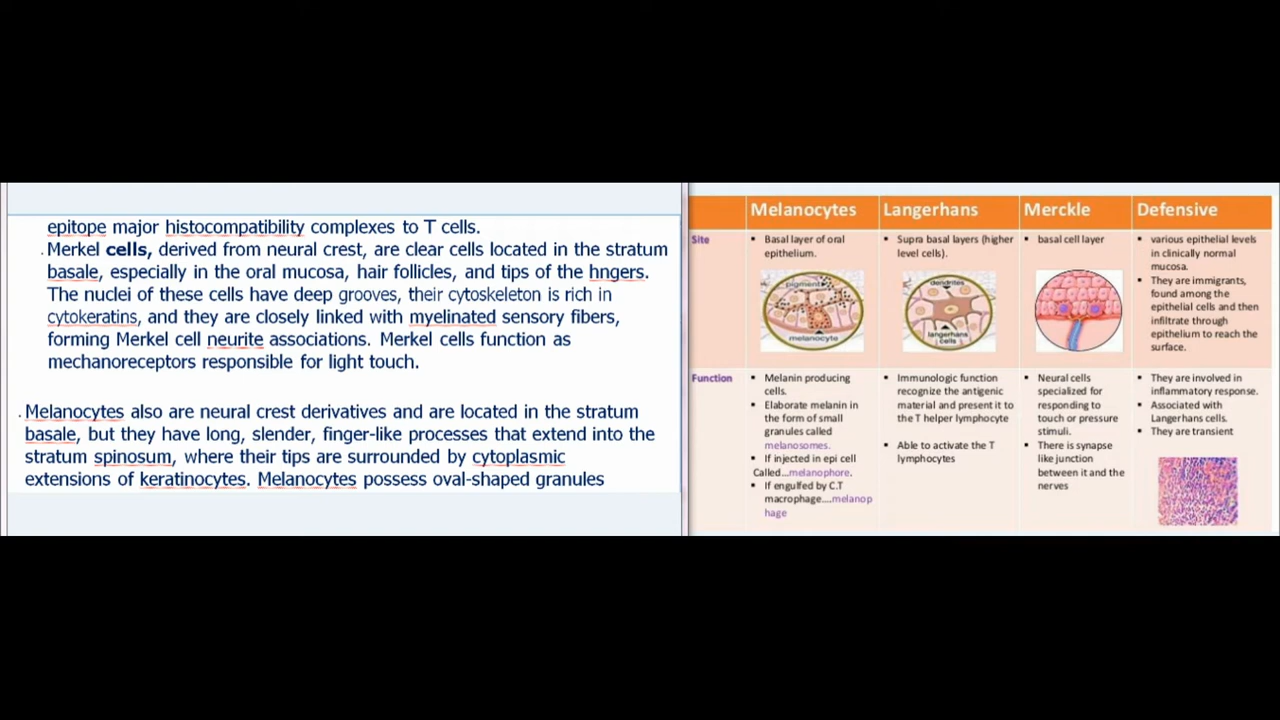 epitope major histocompatibility complexes to T cells.
Merkel cells, derived from neural crest, are clear cells located in the stratum
basale, especially in the oral mucosa, hair follicles, and tips of the hngers.
The nuclei of these cells have deep grooves, their cytoskeleton is rich in
cytokeratins, and they are closely linked with myelinated sensory fibers,
forming Merkel cell neurite associations. Merkel cells function as
mechanoreceptors responsible for light touch.
Melanocytes also are neural crest derivatives and are located in the stratum
basale, but they have long, slender, finger-like processes that extend into the
stratum spinosum, where their tips are surrounded by cytoplasmic
extensions of keratinocytes. Melanocytes possess oval-shaped granules
Melanocytes
Langerhans
Merckle
Defensive
Site
▪ Basal layer of oral
epithelium.
pigment
melanocyte
▪ Supra basal layers (higher
level cells).
dendrites
langerhans
cells
▪ basal cell layer
▪ various epithelial levels
in clinically normal
mucosa.
▪ They are immigrants,
found among the
epithelial cells and then
infiltrate through
epithelium to reach the
surface.
Function
▪ Melanin producing
cells.
▪ Elaborate melanin in
the form of small
granules called
melanosomes.
▪ If injected in epi cell
Called...melanophore.
▪ If engulfed by C.T
macrophage....melanop
hage
▪ Immunologic function
recognize the antigenic
material and present it to
the T helper lymphocyte
▪ Able to activate the T
lymphocytes
▪ Neural cells
specialized for
responding to
touch or pressure
stimuli.
▪ There is synapse
like junction
between it and the
nerves
▪ They are involved in
inflammatory response.
▪ Associated with
Langerhans cells.
▪ They are transient